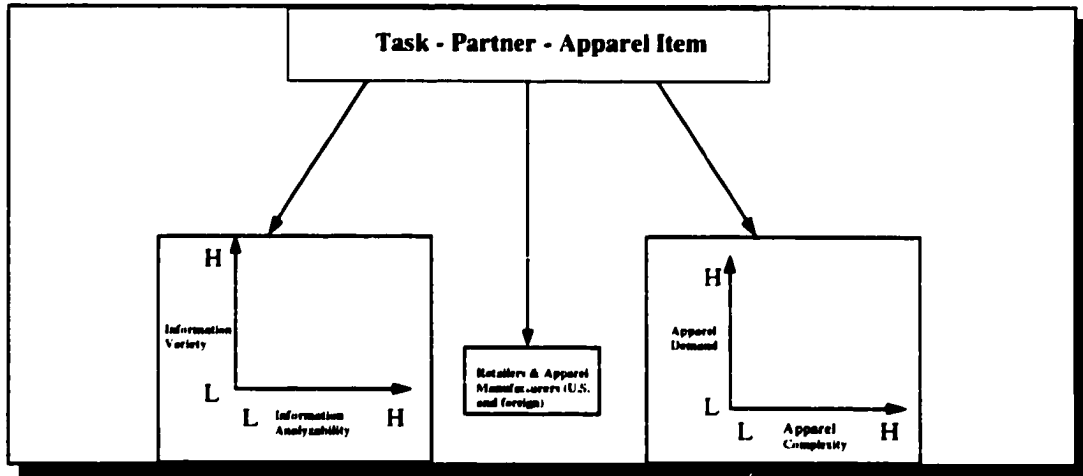 Task - Partner - Apparel Item
H
Information
Variety
L
L
Information
Analyzability
H
Retailers & Apparel
Manufacturers (U.S.
and foreign)
H
Apparel
Demand
L
L
Apparel
Complexity
H